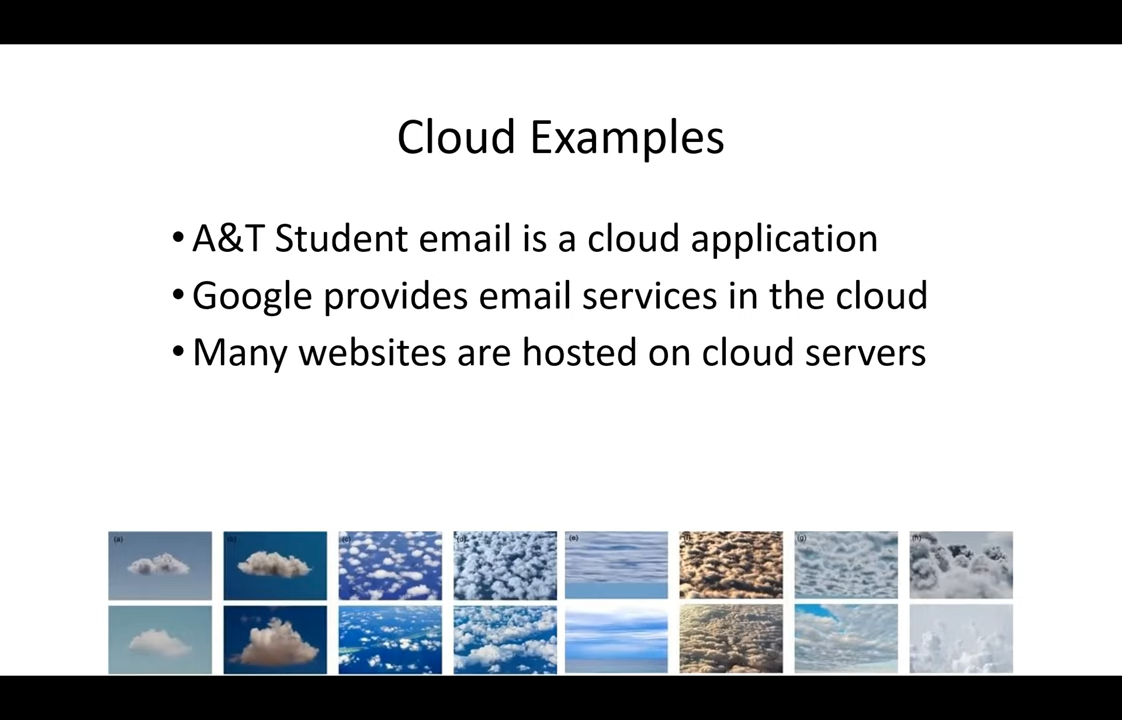 Cloud Examples
• A&T Student email is a cloud application
• Google provides email services in the cloud
• Many websites are hosted on cloud servers
(a) (b) (c) (d) (e) (f) (g) (h)